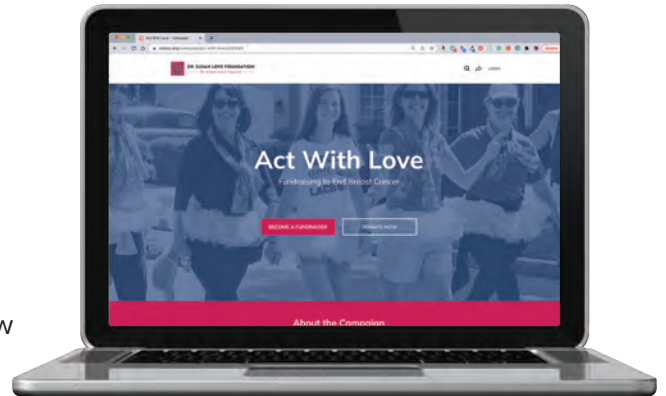 DR. SUSAN LOVE FOUNDATION
LOGIN
Act With Love
Fundraising to End Breast Cancer
BECOME A FUNDRAISER
DONATE NOW
About the Campaign
w